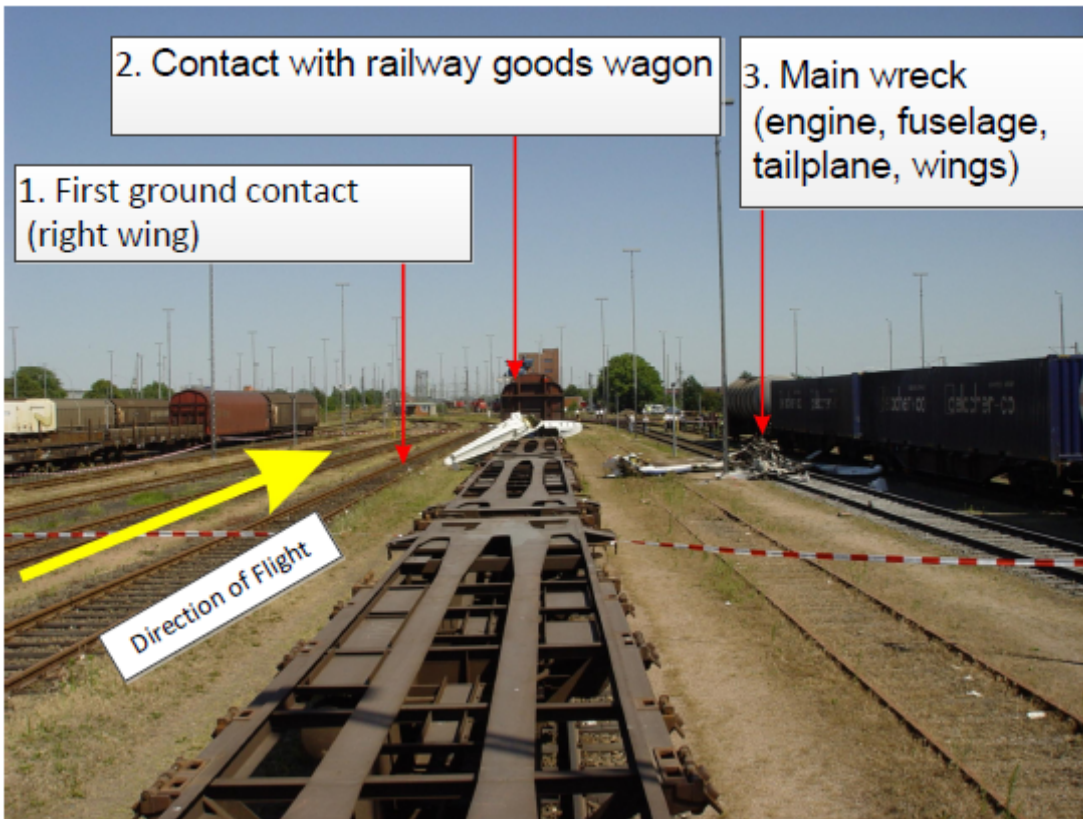 2. Contact with railway goods wagon
3. Main wreck
(engine, fuselage,
tailplane, wings)
1. First ground contact
(right wing)
Direction of Flight